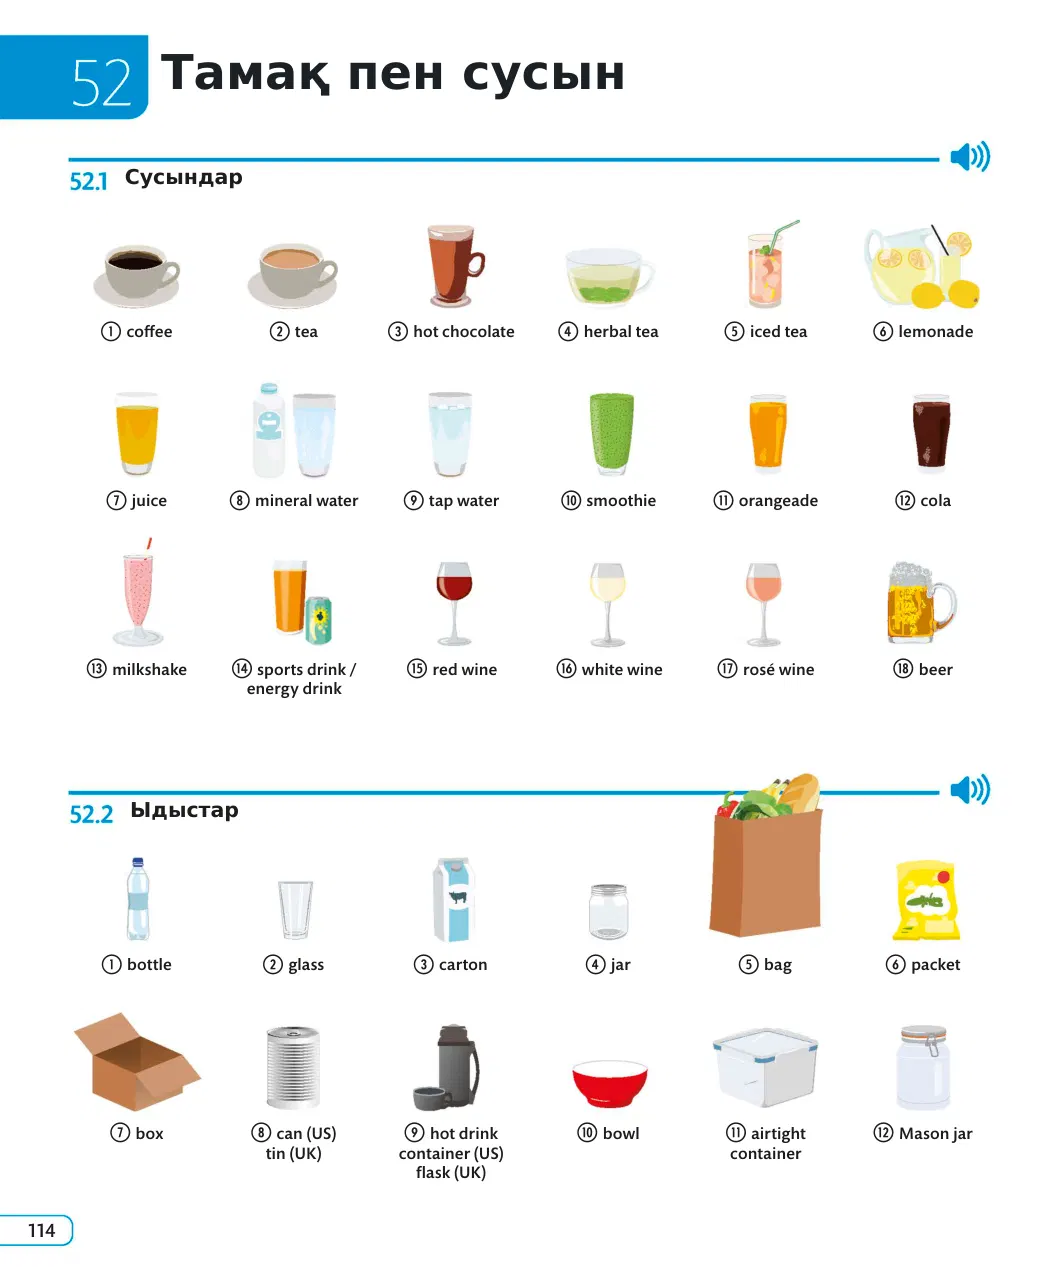 52 Тамақ пен сусын
52.1 Сусындар
1 coffee
2 tea
3 hot chocolate
4 herbal tea
5 iced tea
6 lemonade
7 juice
8 mineral water
9 tap water
10 smoothie
11 orangeade
12 cola
13 milkshake
14 sports drink /
energy drink
15 red wine
16 white wine
17 rosé wine
18 beer
52.2 Ыдыстар
1 bottle
2 glass
3 carton
4 jar
5 bag
6 packet
7 box
8 can (US)
tin (UK)
9 hot drink
container (US)
flask (UK)
10 bowl
11 airtight
container
12 Mason jar
114